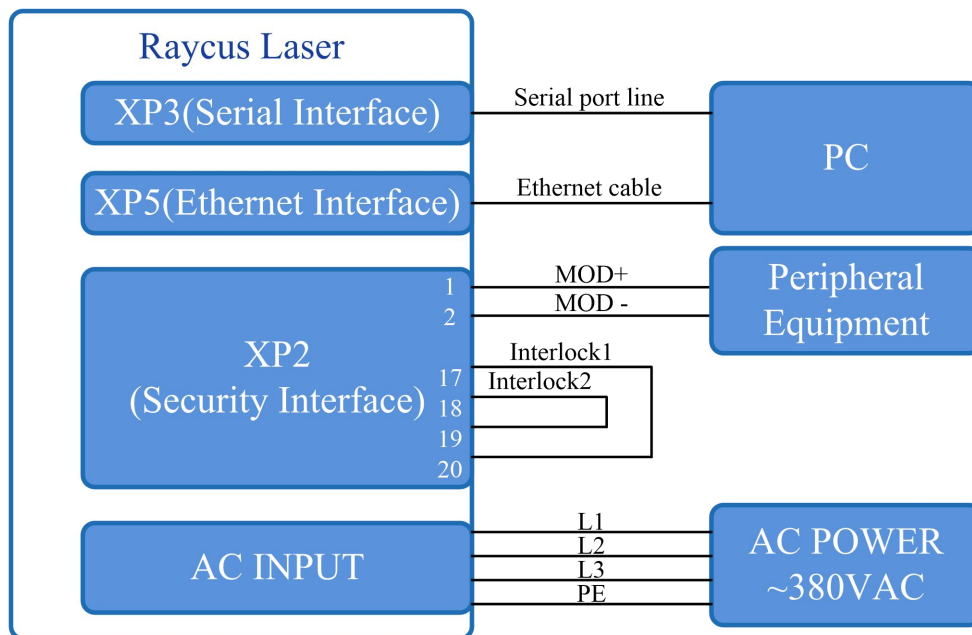 Raycus Laser
XP3(Serial Interface)
Serial port line
PC
XP5(Ethernet Interface)
Ethernet cable
XP2
(Security Interface)
1
2
17
18
19
20
MOD+
MOD -
Peripheral
Equipment
Interlock1
Interlock2
AC INPUT
L1
L2
L3
PE
AC POWER
~380VAC